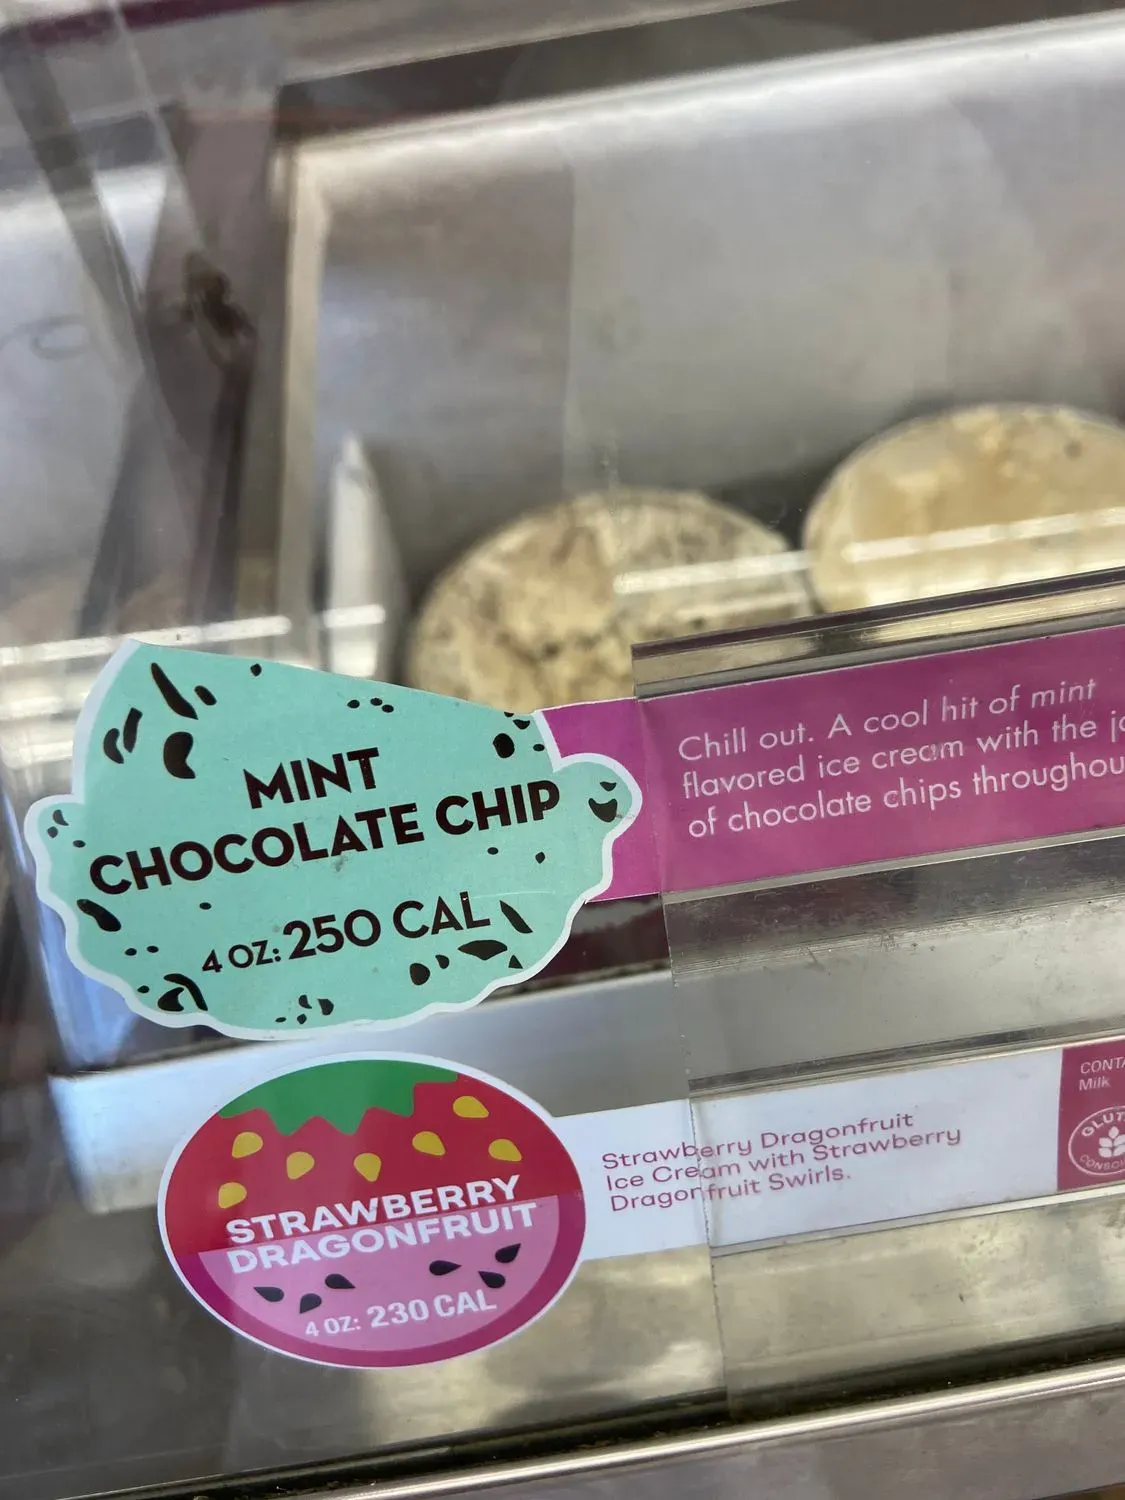 MINT
CHOCOLATE CHIP
4 OZ: 250 CAL
Chill out. A cool hit of mint
flavored ice cream with the
of chocolate chips
STRAWBERRY
DRAGONFRUIT
4 OZ: 230 CAL
Strawberry Dragonfruit
Ice Cream with Strawberry
Dragonfruit Swirls.
Milk